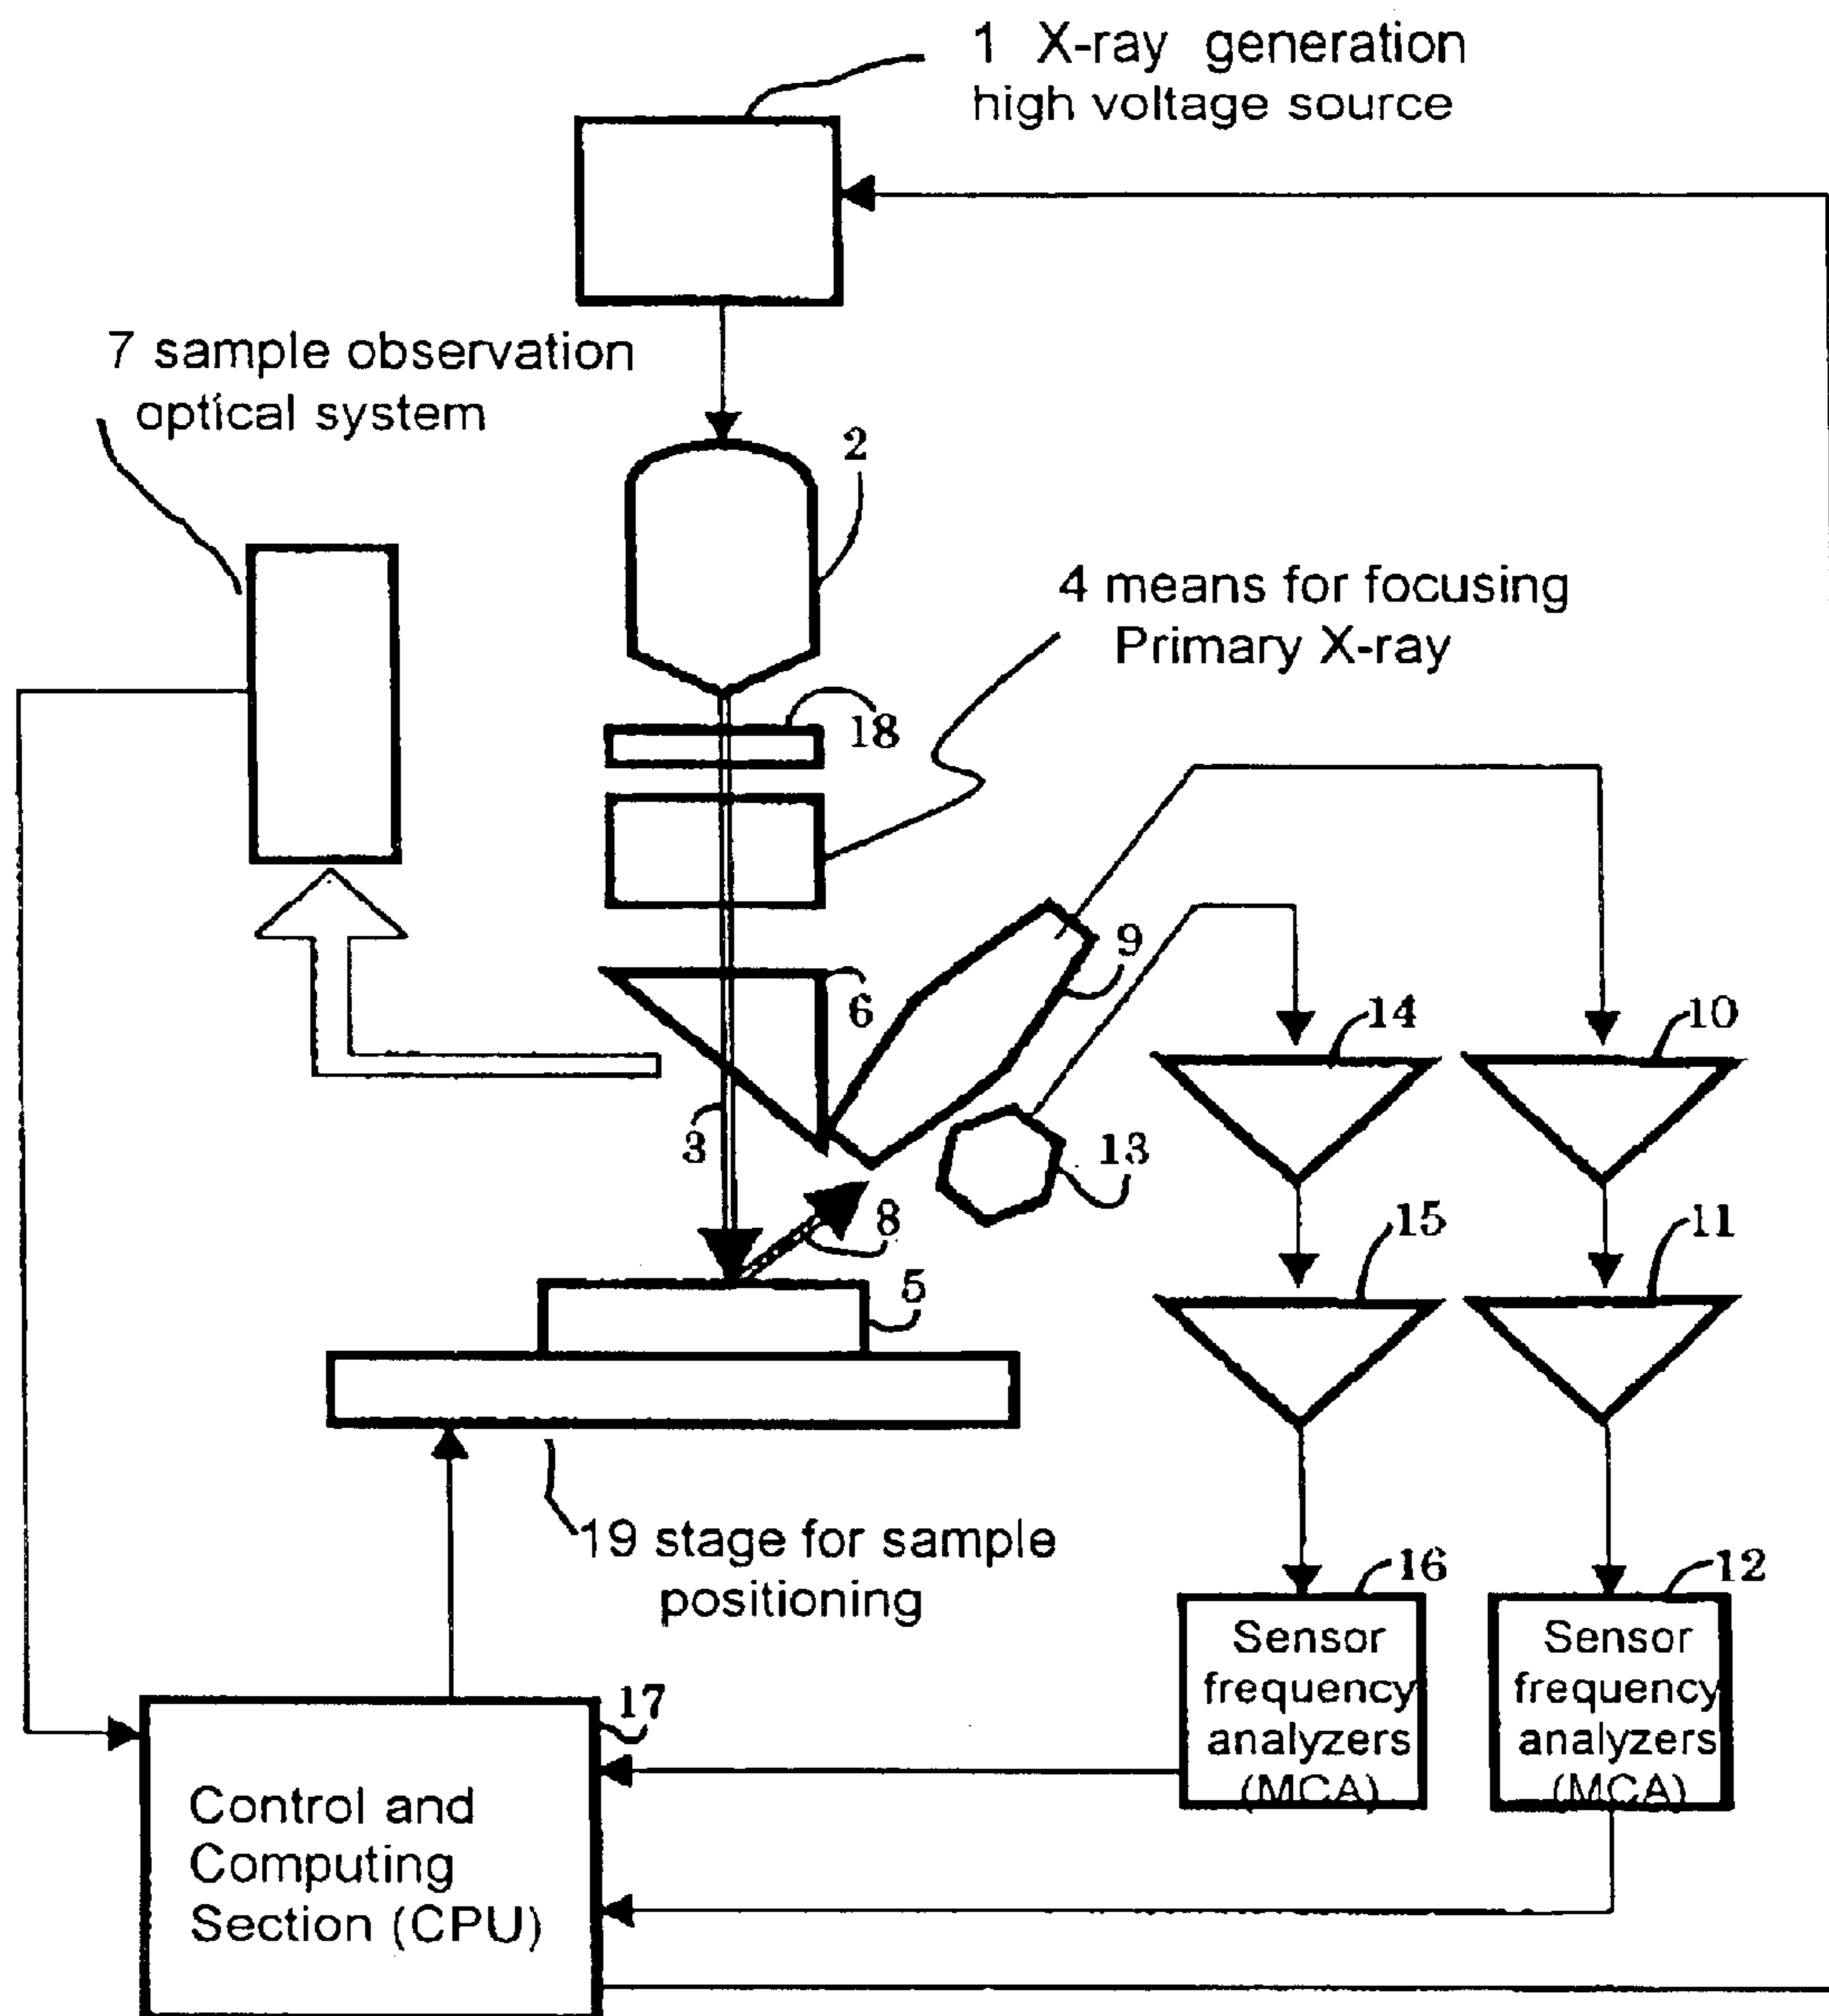 1 X-ray generation
high voltage source
7 sample observation
optical system
2
4 means for focusing
Primary X-ray
18
9
6
14
10
3
13
8
15
11
5
19 stage for sample
positioning
16
12
Sensor
frequency
analyzers
(MCA)
Sensor
frequency
analyzers
(MCA)
17
Control and
Computing
Section (CPU)